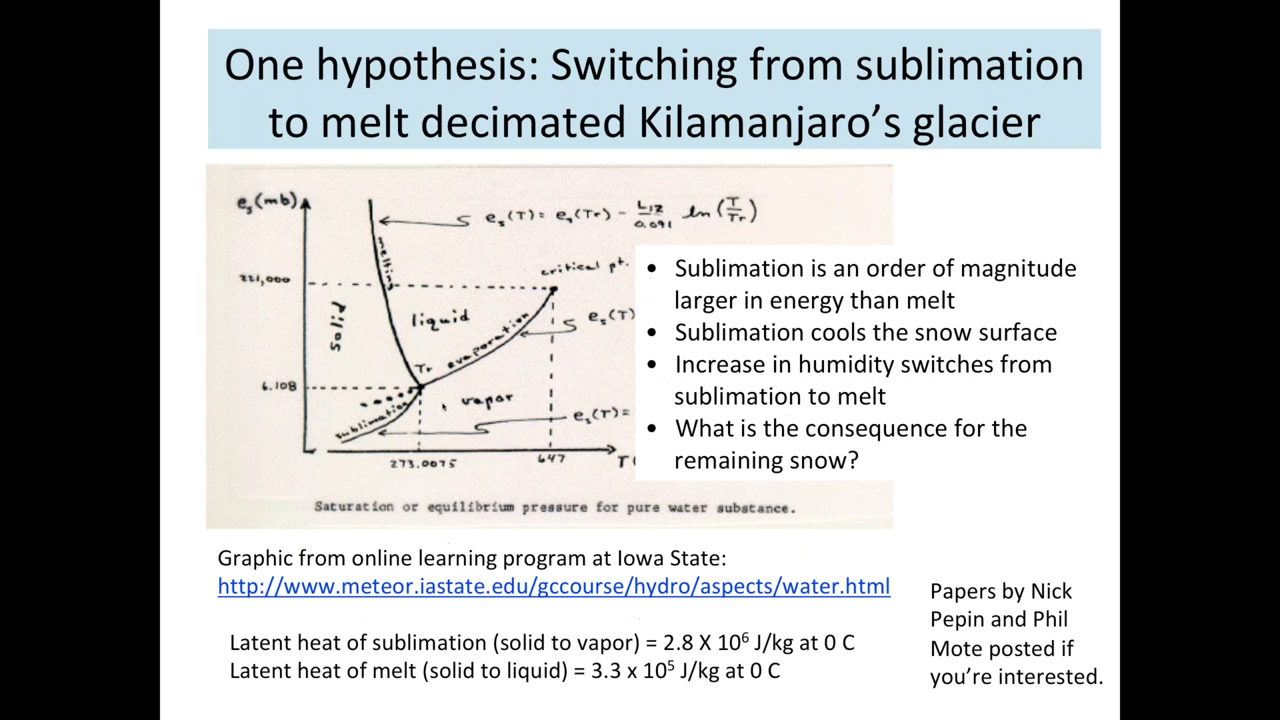 One hypothesis: Switching from sublimation
to melt decimated Kilamanjaro’s glacier
eₛ(mb)
eₛ(T) = eₛ(Tr) - L₁₂/0.091 ln(T/Tr)
melting
critical pt.
221,000
Solid
liquid
evaporation
eₛ(T)
Tr
6.108
vapor
sublimation
eₛ(T) =
273.0075
647
T(
Saturation or equilibrium pressure for pure water substance.
• Sublimation is an order of magnitude
larger in energy than melt
• Sublimation cools the snow surface
• Increase in humidity switches from
sublimation to melt
• What is the consequence for the
remaining snow?
Graphic from online learning program at Iowa State:
http://www.meteor.iastate.edu/gccourse/hydro/aspects/water.html
Latent heat of sublimation (solid to vapor) = 2.8 X 10⁶ J/kg at 0 C
Latent heat of melt (solid to liquid) = 3.3 x 10⁵ J/kg at 0 C
Papers by Nick
Pepin and Phil
Mote posted if
you’re interested.